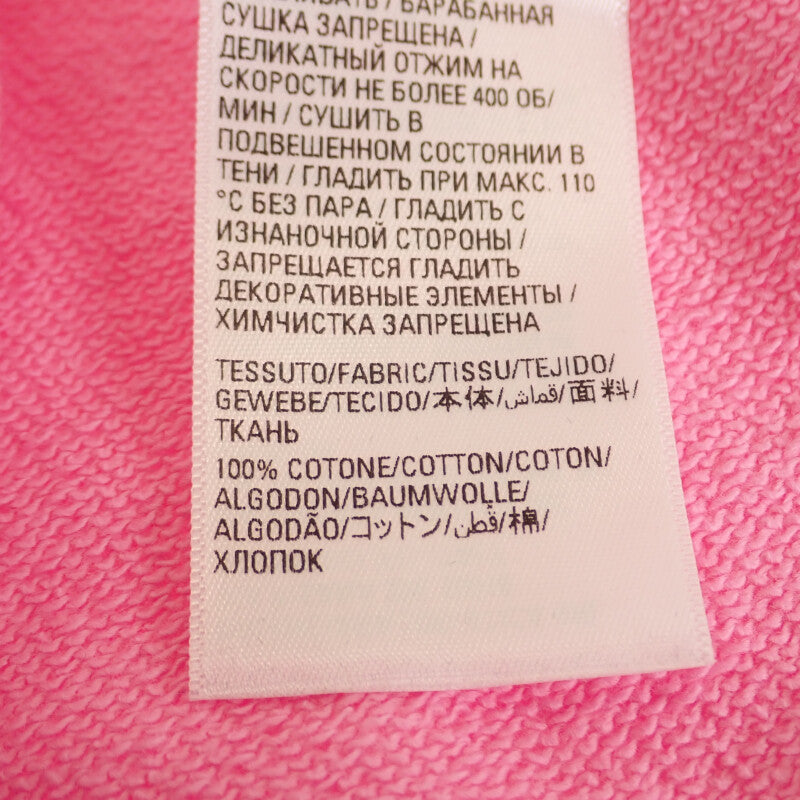 / БАРАБАННАЯ
СУШКА ЗАПРЕЩЕНА /
ДЕЛИКАТНЫЙ ОТЖИМ НА
СКОРОСТИ НЕ БОЛЕЕ 400 ОБ/
МИН / СУШИТЬ В
ПОДВЕШЕННОМ СОСТОЯНИИ В
ТЕНИ / ГЛАДИТЬ ПРИ МАКС. 110
°C БЕЗ ПАРА / ГЛАДИТЬ С
ИЗНАНОЧНОЙ СТОРОНЫ /
ЗАПРЕЩАЕТСЯ ГЛАДИТЬ
ДЕКОРАТИВНЫЕ ЭЛЕМЕНТЫ /
ХИМЧИСТКА ЗАПРЕЩЕНА
TESSUTO/FABRIC/TISSU/TEJIDO/
GEWEBE/TECIDO/本体/قماش/面料/
ТКАНЬ
100% COTONE/COTTON/COTON/
ALGODON/BAUMWOLLE/
ALGODÃO/コットン/قطن/棉/
ХЛОПОК